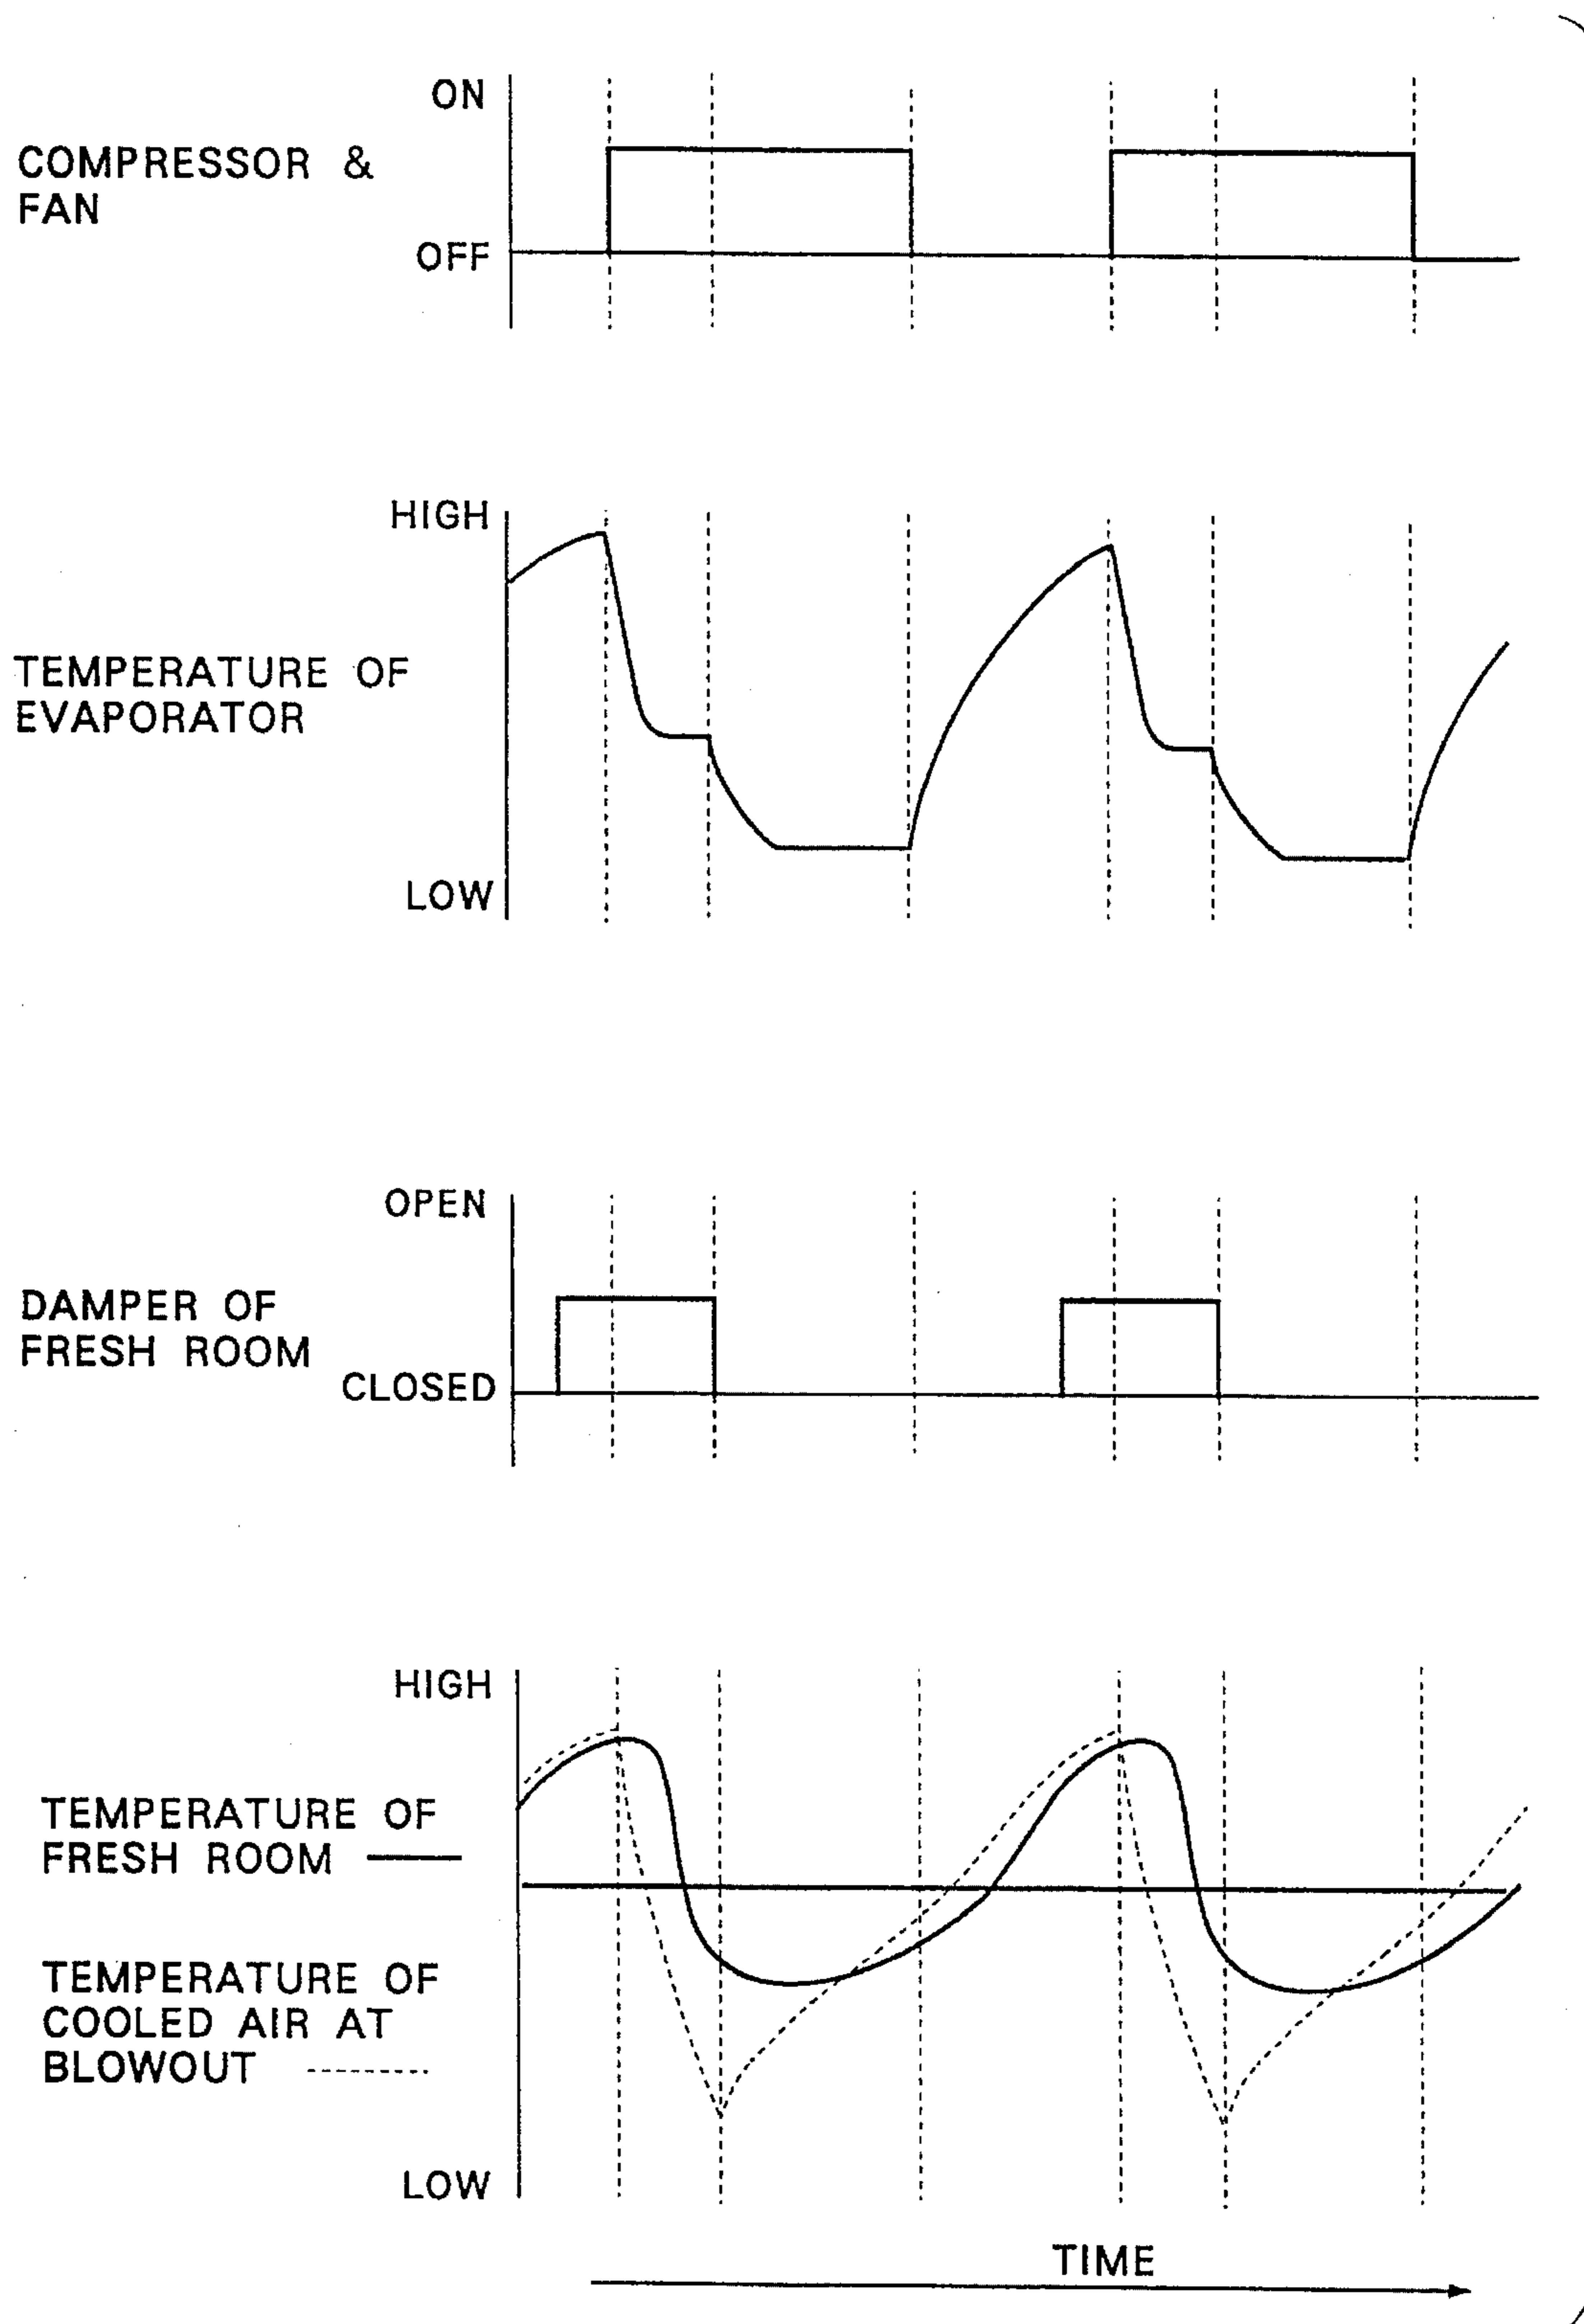 ON
COMPRESSOR &
FAN
OFF
HIGH
TEMPERATURE OF
EVAPORATOR
LOW
OPEN
DAMPER OF
FRESH ROOM
CLOSED
HIGH
TEMPERATURE OF
FRESH ROOM
TEMPERATURE OF
COOLED AIR AT
BLOWOUT
LOW
TIME